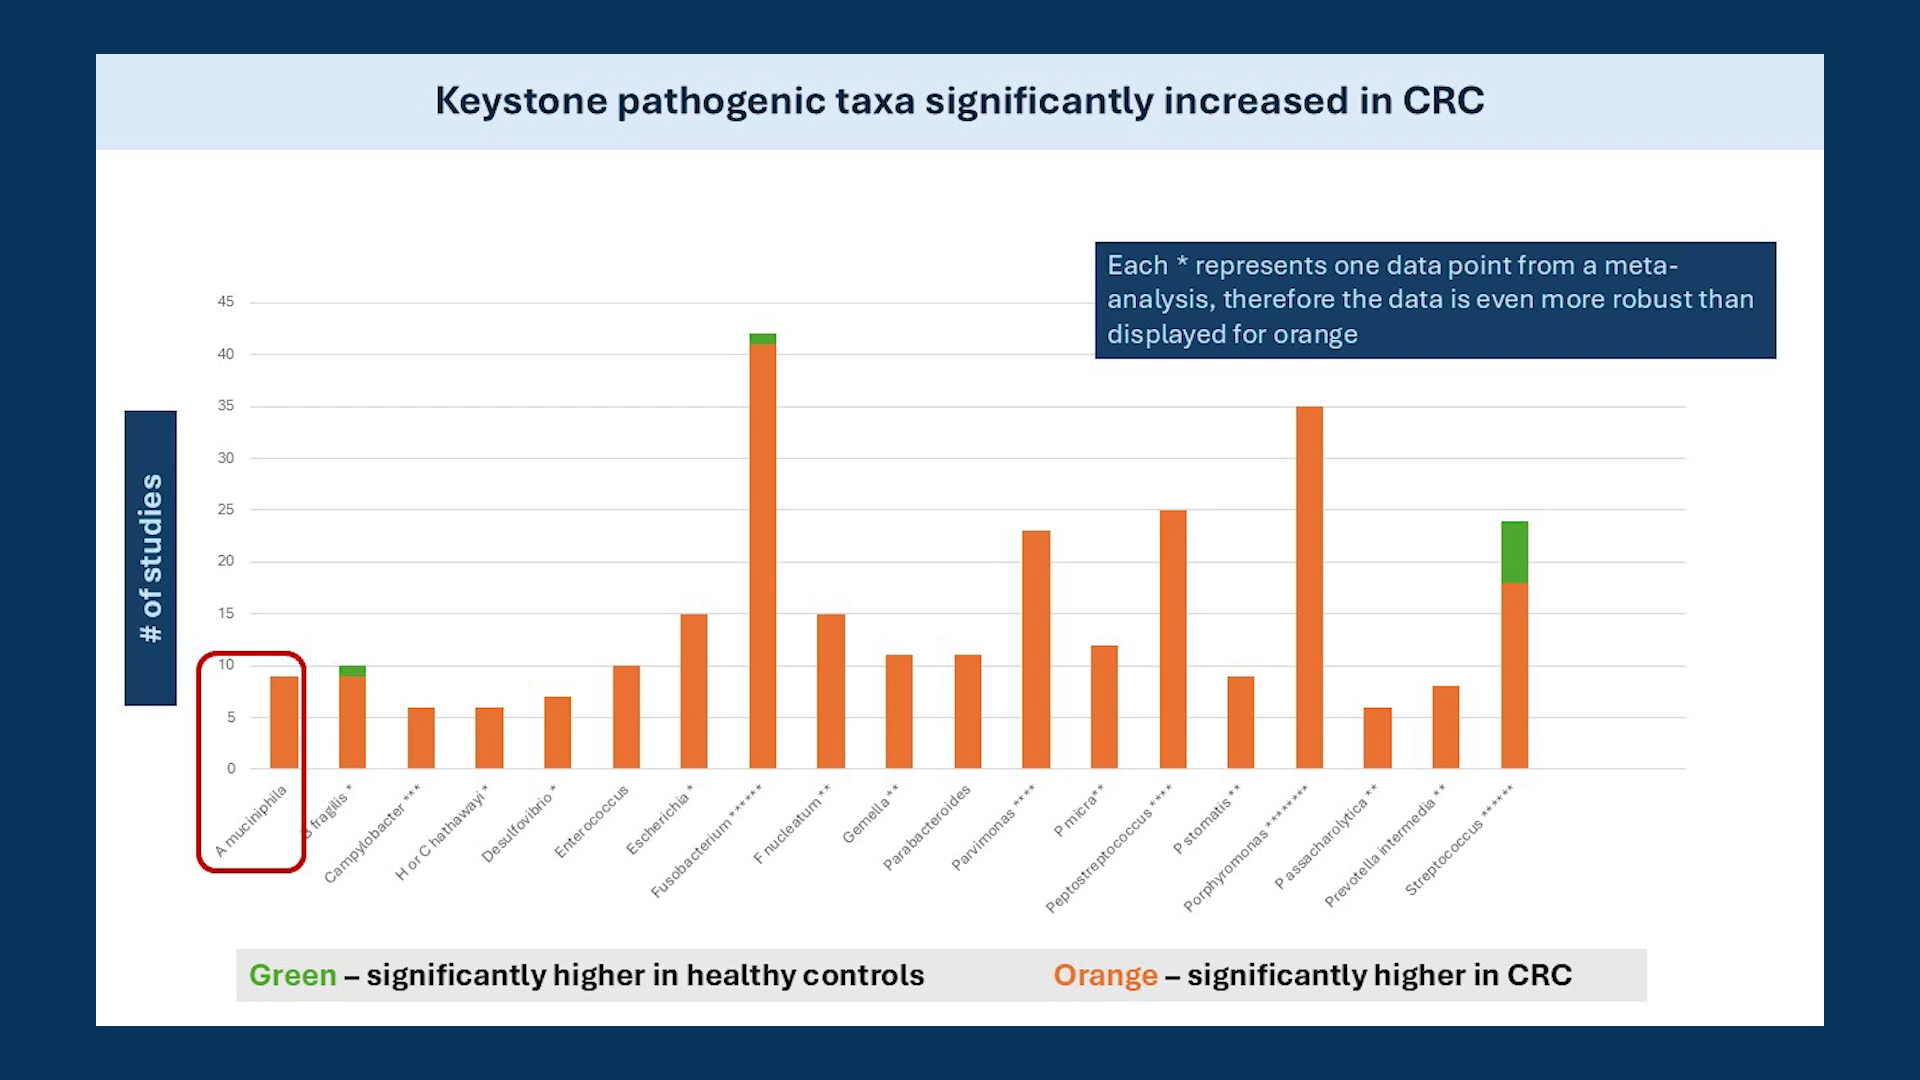 Keystone pathogenic taxa significantly increased in CRC
Each * represents one data point from a meta-
analysis, therefore the data is even more robust than
displayed for orange
# of studies
45
40
35
30
25
20
15
10
5
0
A muciniphila
B fragilis *
Campylobacter ***
H or C hathawayi *
Desulfovibrio *
Enterococcus
Escherichia *
Fusobacterium ******
F nucleatum **
Gemella **
Parabacteroides
Parvimonas ****
P micra**
Peptostreptococcus ****
P stomatis **
Porphyromonas ********
P assacharolytica **
Prevotella intermedia **
Streptococcus ******
Green – significantly higher in healthy controls
Orange – significantly higher in CRC